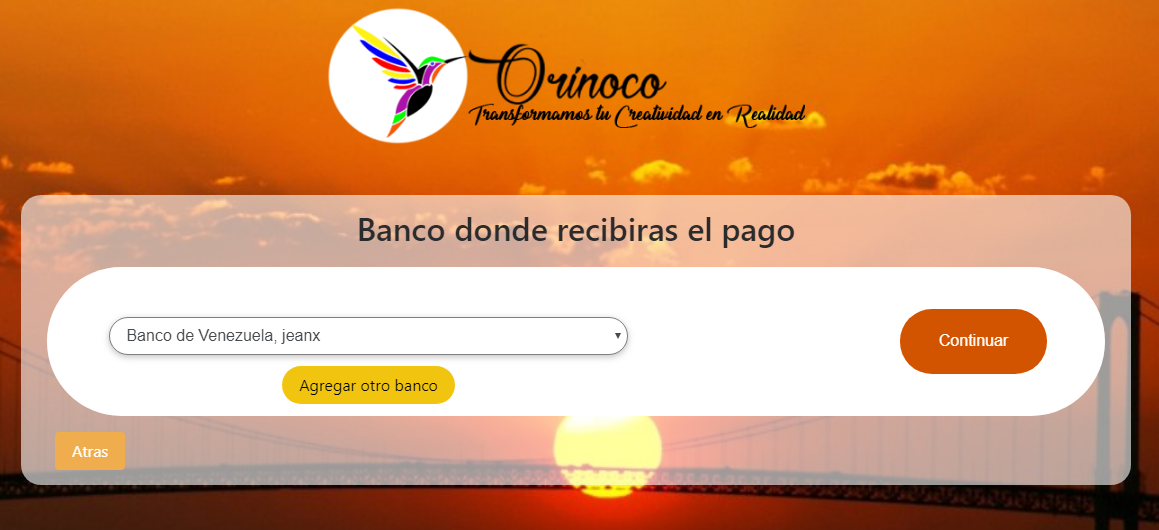 Orinoco
Transformamos tu Creatividad en Realidad
Banco donde recibiras el pago
Banco de Venezuela, jeanx
Continuar
Agregar otro banco
Atras